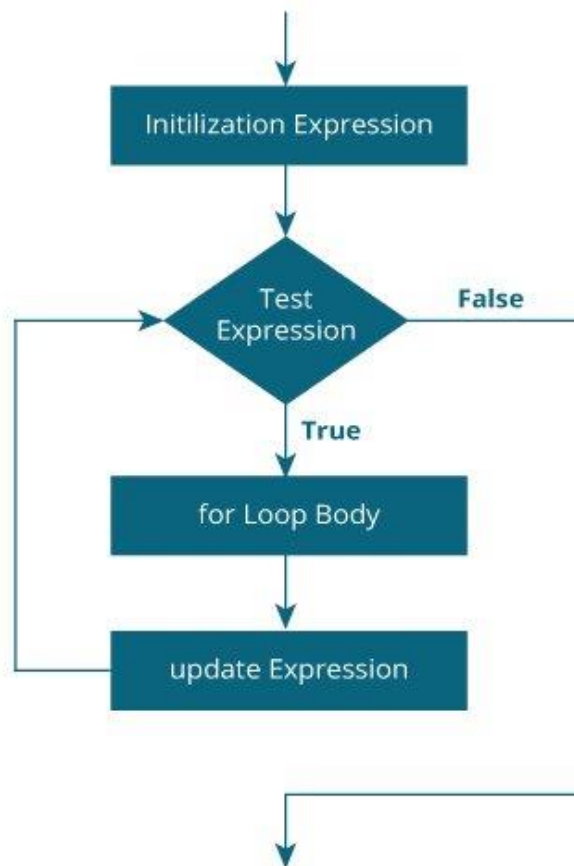 Initilization Expression
Test
Expression
False
True
for Loop Body
update Expression